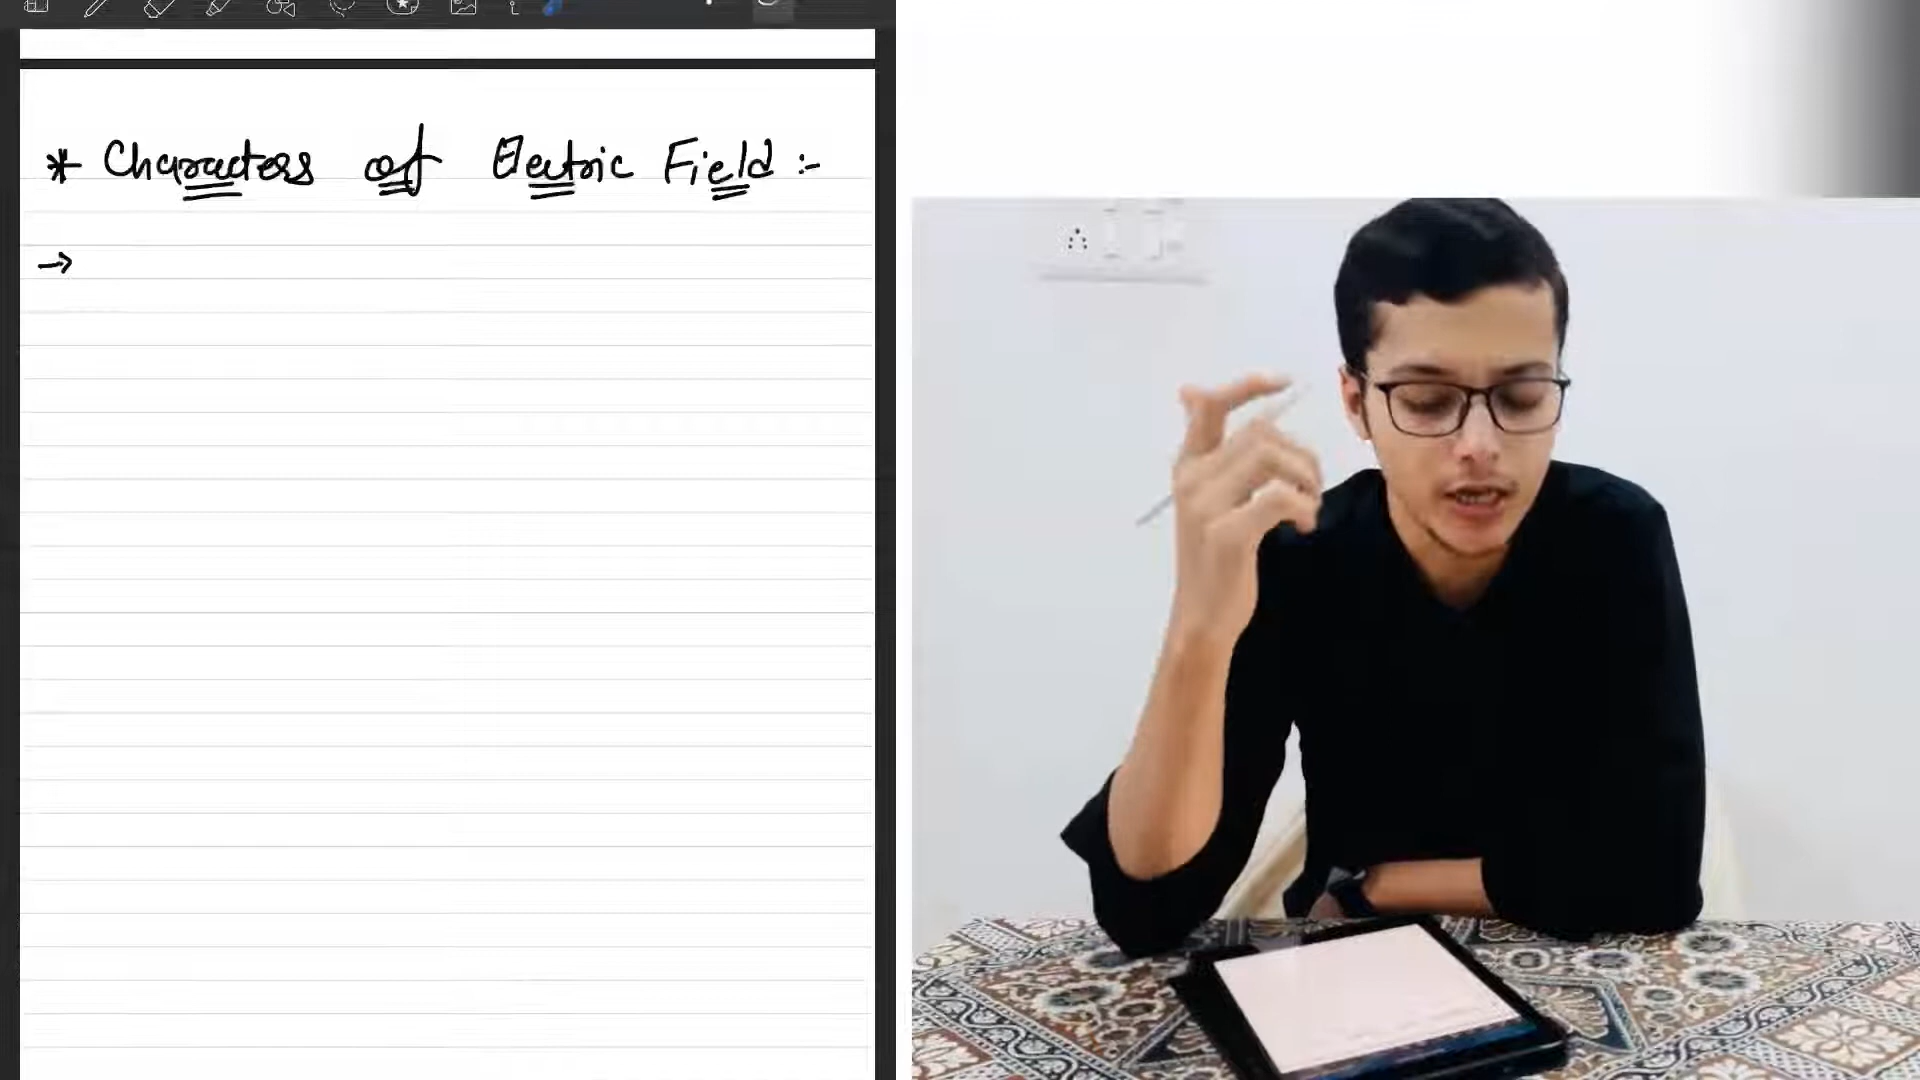 * Characters of Electric Field :-
→